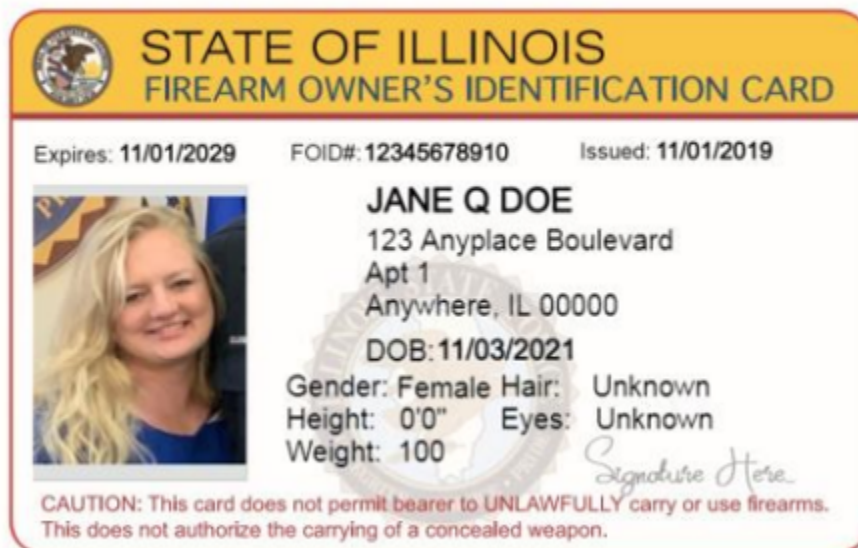 STATE OF ILLINOIS
FIREARM OWNER'S IDENTIFICATION CARD
Expires: 11/01/2029 FOID#: 12345678910 Issued: 11/01/2019
JANE Q DOE
123 Anyplace Boulevard
Apt 1
Anywhere, IL 00000
DOB: 11/03/2021
Gender: Female Hair: Unknown
Height: 0'0" Eyes: Unknown
Weight: 100
Signature Here
CAUTION: This card does not permit bearer to UNLAWFULLY carry or use firearms.
This does not authorize the carrying of a concealed weapon.